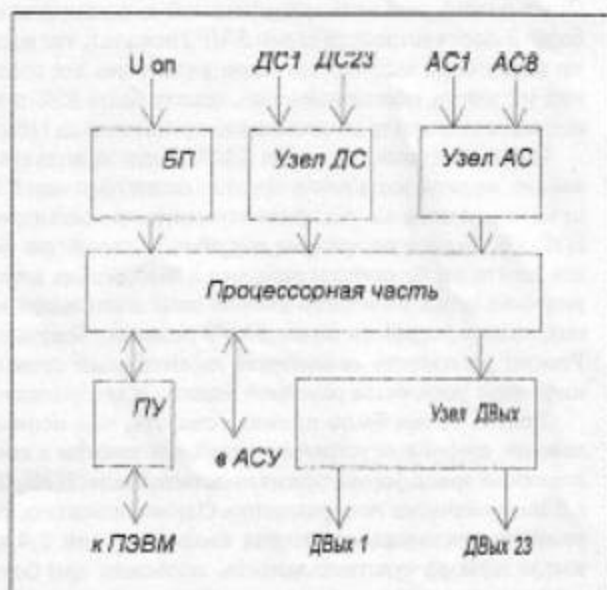 U оп ДС1 ДС23 АС1 АС8
БП Узел ДС Узел АС
Процессорная часть
ПУ Узел ДВых
в АСУ
к ПЭВМ ДВых 1 ДВых 23